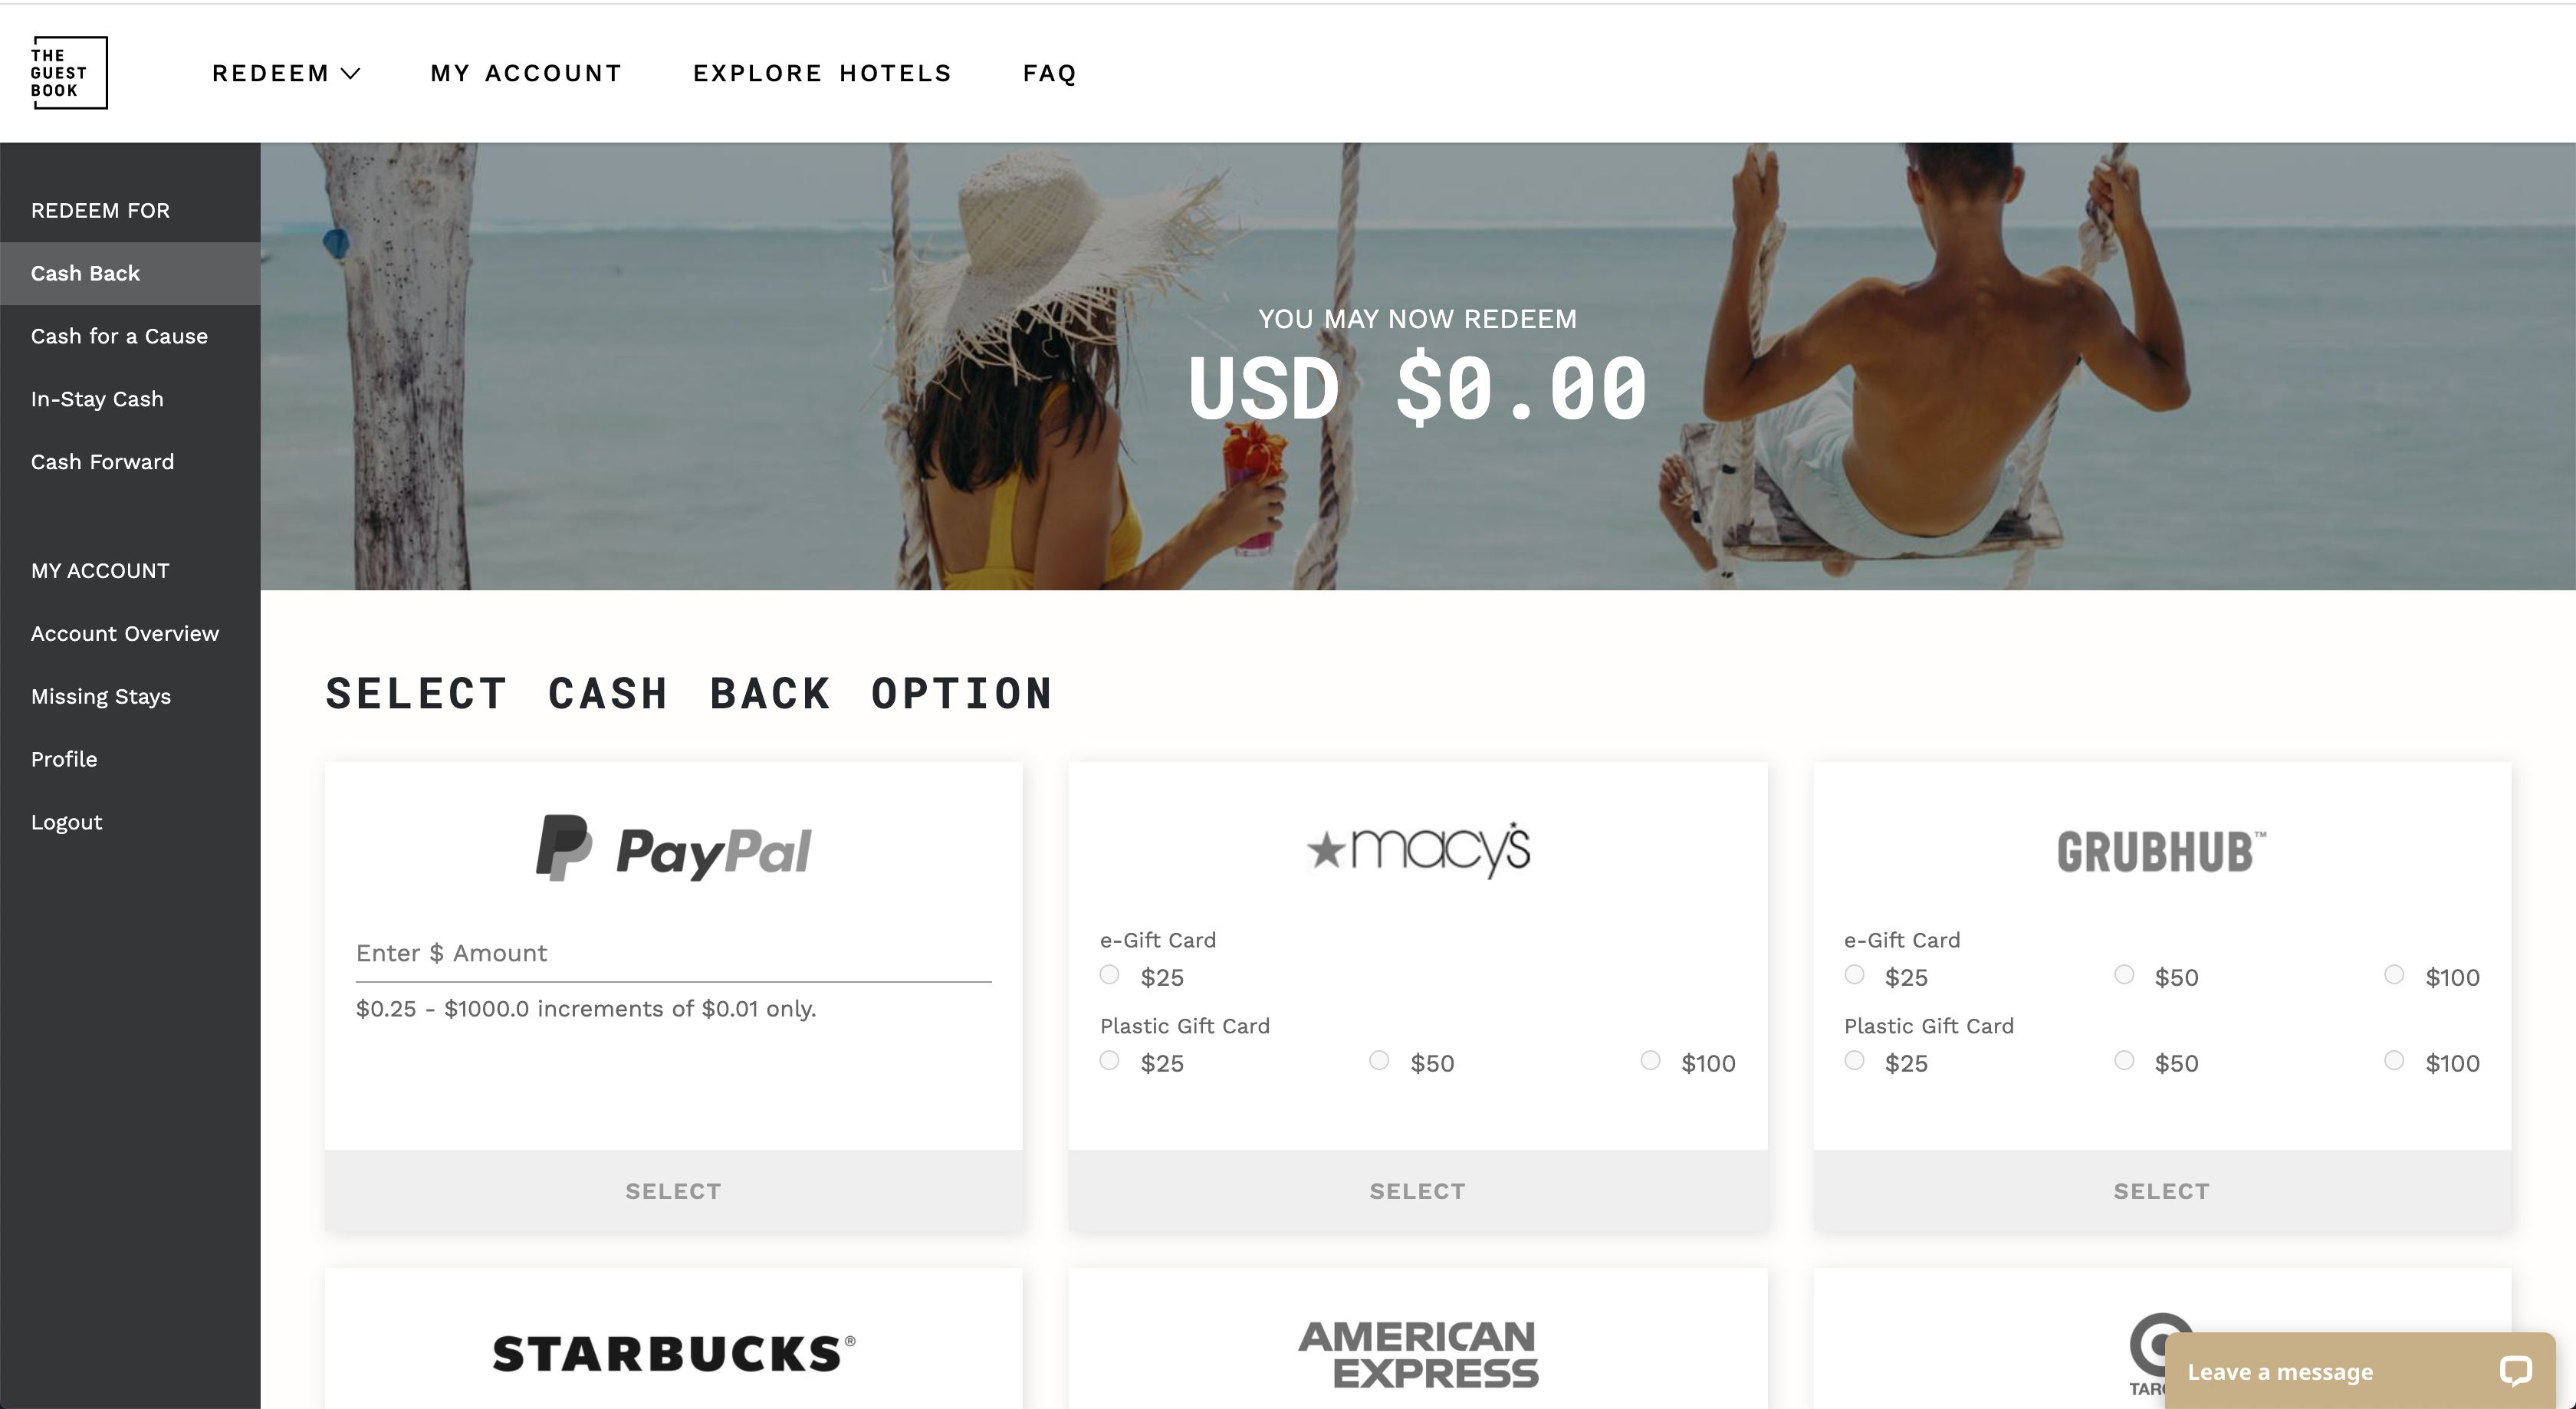 THE
GUEST
BOOK
REDEEM
MY ACCOUNT
EXPLORE HOTELS
FAQ
REDEEM FOR
Cash Back
Cash for a Cause
In-Stay Cash
Cash Forward
MY ACCOUNT
Account Overview
Missing Stays
Profile
Logout
YOU MAY NOW REDEEM
USD $0.00
SELECT CASH BACK OPTION
PayPal
Enter $ Amount
$0.25 - $1000.0 increments of $0.01 only.
SELECT
macy's
e-Gift Card
$25
Plastic Gift Card
$25 $50 $100
SELECT
GRUBHUB™
e-Gift Card
$25 $50 $100
Plastic Gift Card
$25 $50 $100
SELECT
STARBUCKS®
AMERICAN
EXPRESS
Leave a message